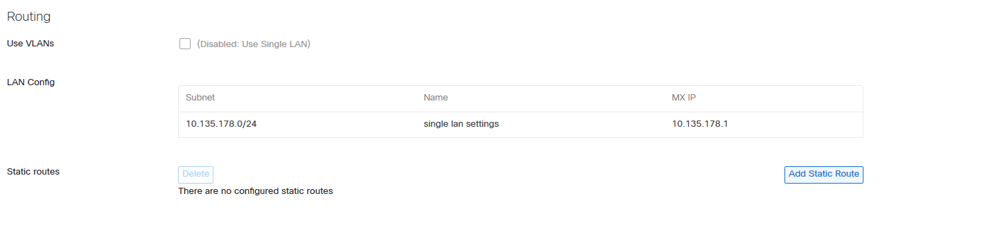 Routing
Use VLANs
(Disabled: Use Single LAN)
LAN Config
Subnet Name MX IP
10.135.178.0/24 single lan settings 10.135.178.1
Static routes
Delete Add Static Route
There are no configured static routes